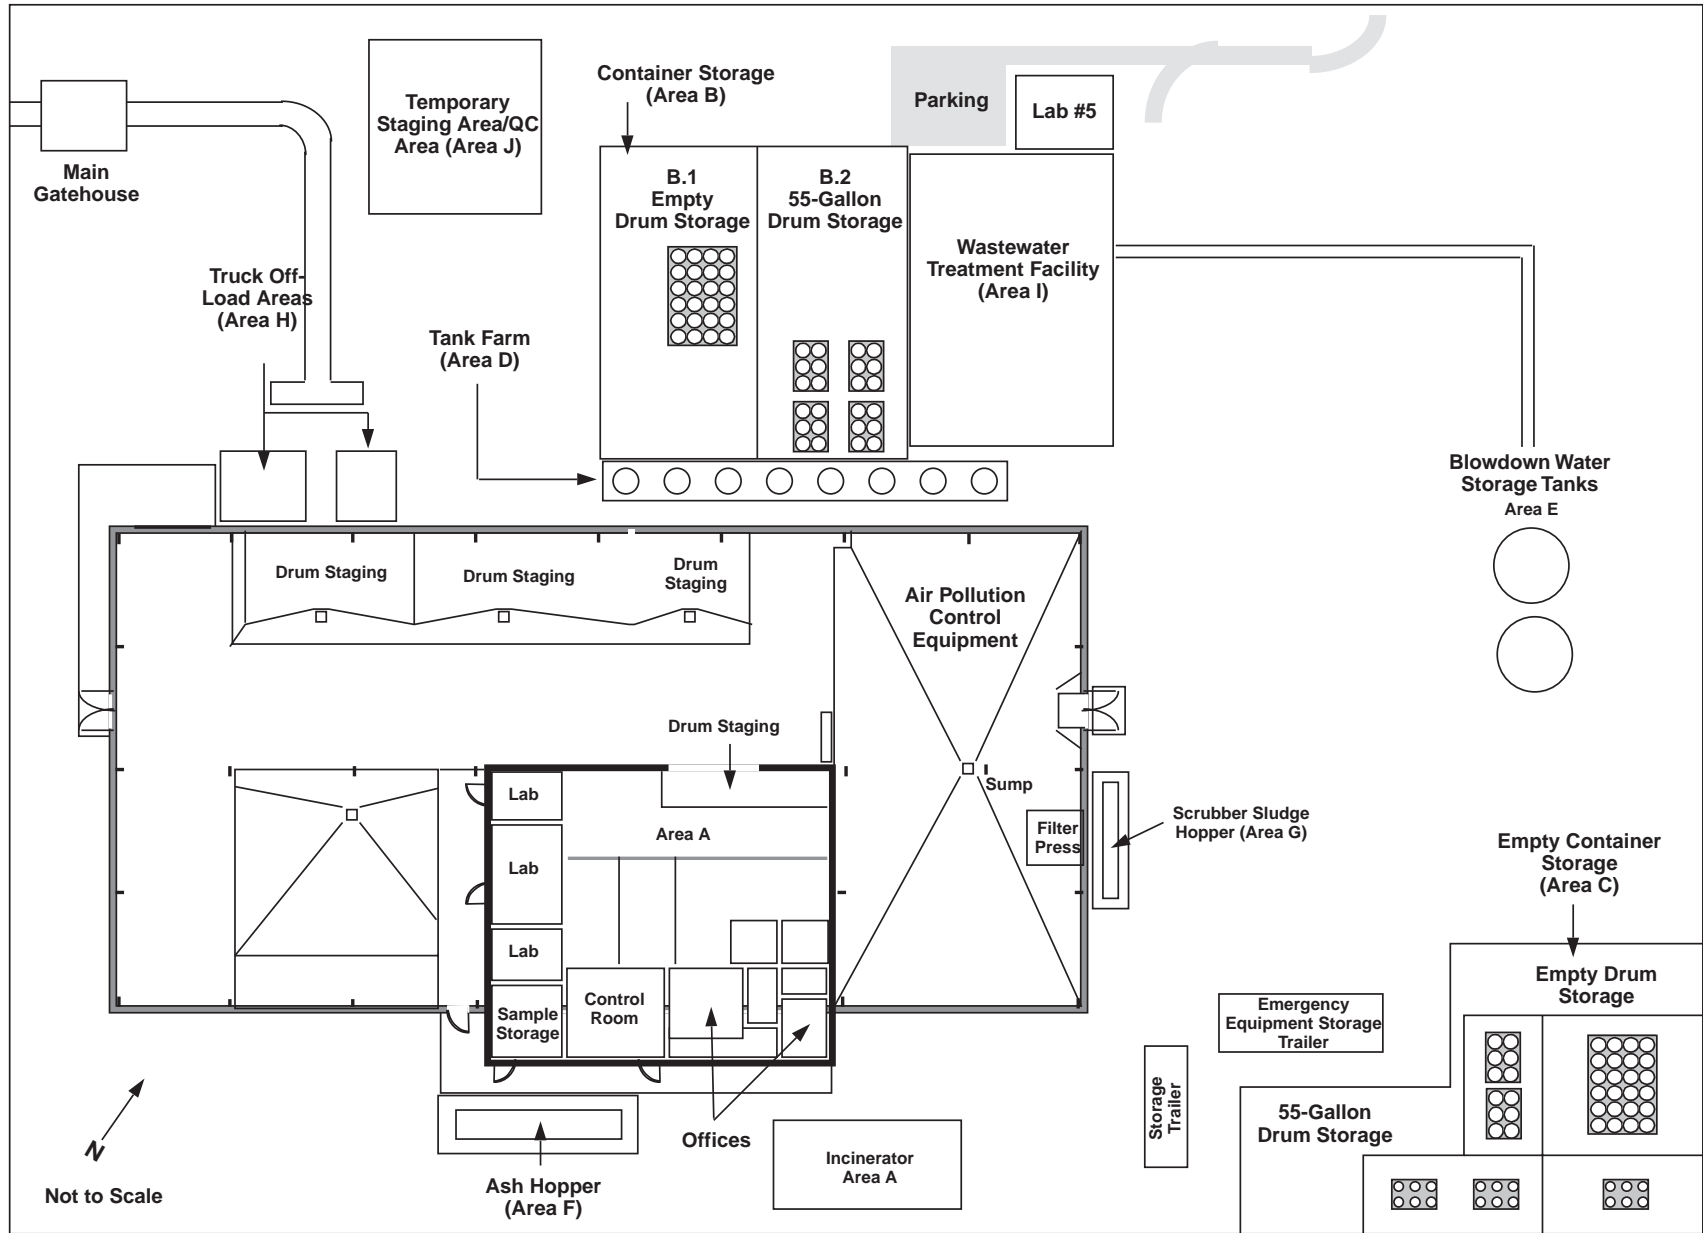 Container Storage
(Area B)
Parking
Lab #5
Temporary
Staging Area/QC
Area (Area J)
Main
Gatehouse
B.1
Empty
Drum Storage
B.2
55-Gallon
Drum Storage
Wastewater
Treatment Facility
(Area I)
Truck Off-
Load Areas
(Area H)
Tank Farm
(Area D)
Blowdown Water
Storage Tanks
Area E
Drum Staging
Drum Staging
Drum
Staging
Air Pollution
Control
Equipment
Drum Staging
Sump
Lab
Area A
Filter
Press
Scrubber Sludge
Hopper (Area G)
Empty Container
Storage
(Area C)
Lab
Lab
Empty Drum
Storage
Sample
Storage
Control
Room
Emergency
Equipment Storage
Trailer
Storage
Trailer
55-Gallon
Drum Storage
Offices
N
Not to Scale
Ash Hopper
(Area F)
Incinerator
Area A